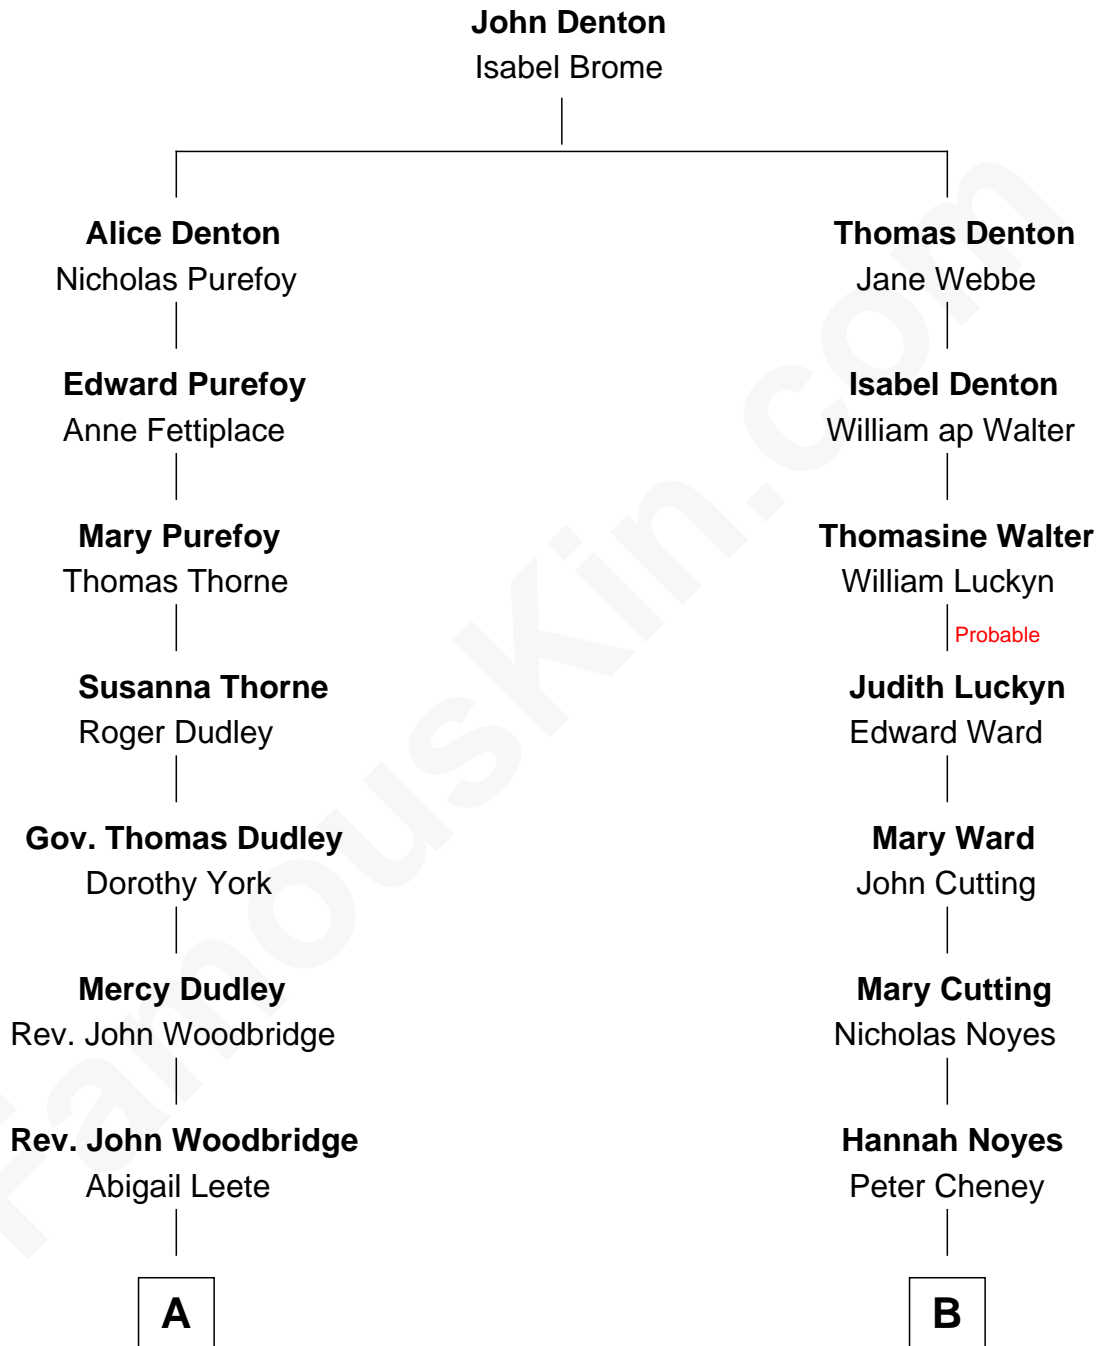 John Denton
Isabel Brome
Alice Denton
Nicholas Purefoy
Thomas Denton
Jane Webbe
Edward Purefoy
Anne Fettiplace
Isabel Denton
William ap Walter
Mary Purefoy
Thomas Thorne
Thomasine Walter
William Luckyn
Probable
Susanna Thorne
Roger Dudley
Judith Luckyn
Edward Ward
Gov. Thomas Dudley
Dorothy York
Mary Ward
John Cutting
Mercy Dudley
Rev. John Woodbridge
Mary Cutting
Nicholas Noyes
Rev. John Woodbridge
Abigail Leete
Hannah Noyes
Peter Cheney
A
B
FamousKin.com